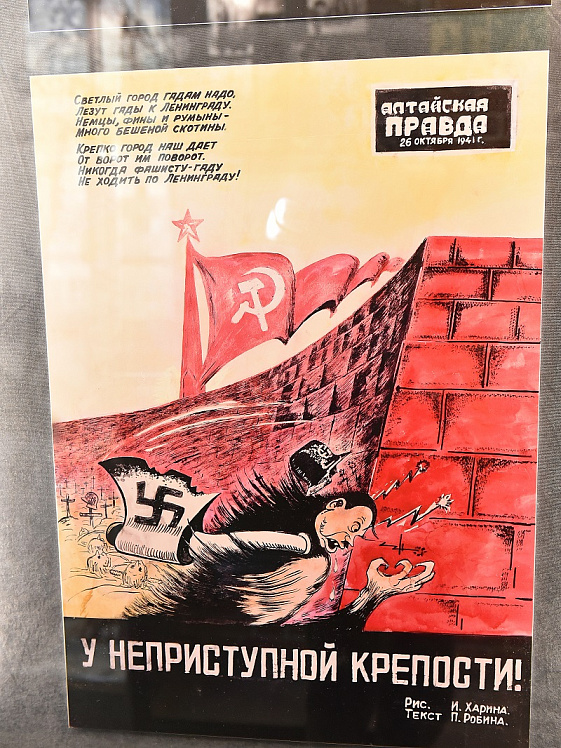 Светлый город гадам надо,
Лезут гады к Ленинграду.
Немцы, фины и румыны –
Много бешеной скотины.
Крепко город наш дает
От ворот им поворот.
Никогда фашисту-гаду
Не ходить по Ленинграду!
АЛТАЙСКАЯ
ПРАВДА
26 ОКТЯБРЯ 1941 г.
У НЕПРИСТУПНОЙ КРЕПОСТИ!
Рис. И. Харина.
Текст П. Робина.